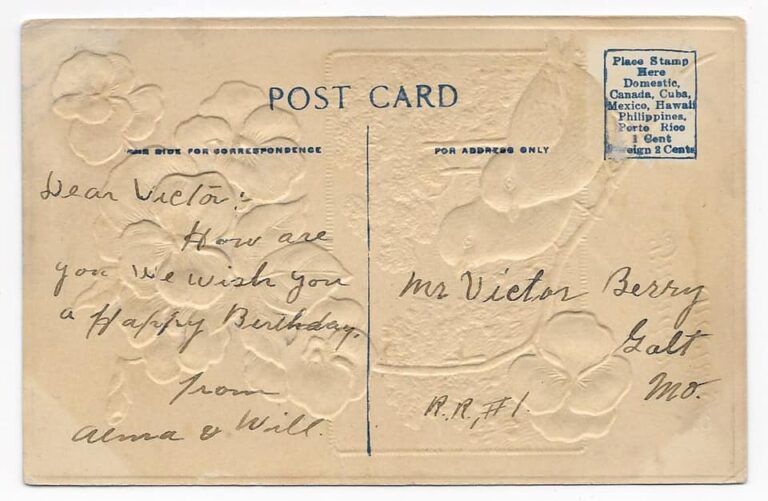 POST CARD
Place Stamp
Here
Domestic,
Canada, Cuba,
Mexico, Hawaii
Philippines,
Porto Rico
1 Cent
eign 2 Cents
SIDE FOR CORRESPONDENCE
FOR ADDRESS ONLY
Dear Victor:-
How are
you We wish you
a Happy Birthday.
from
Alma & Will.
Mr Victor Berry
Galt
Mo.
R.R, #1.